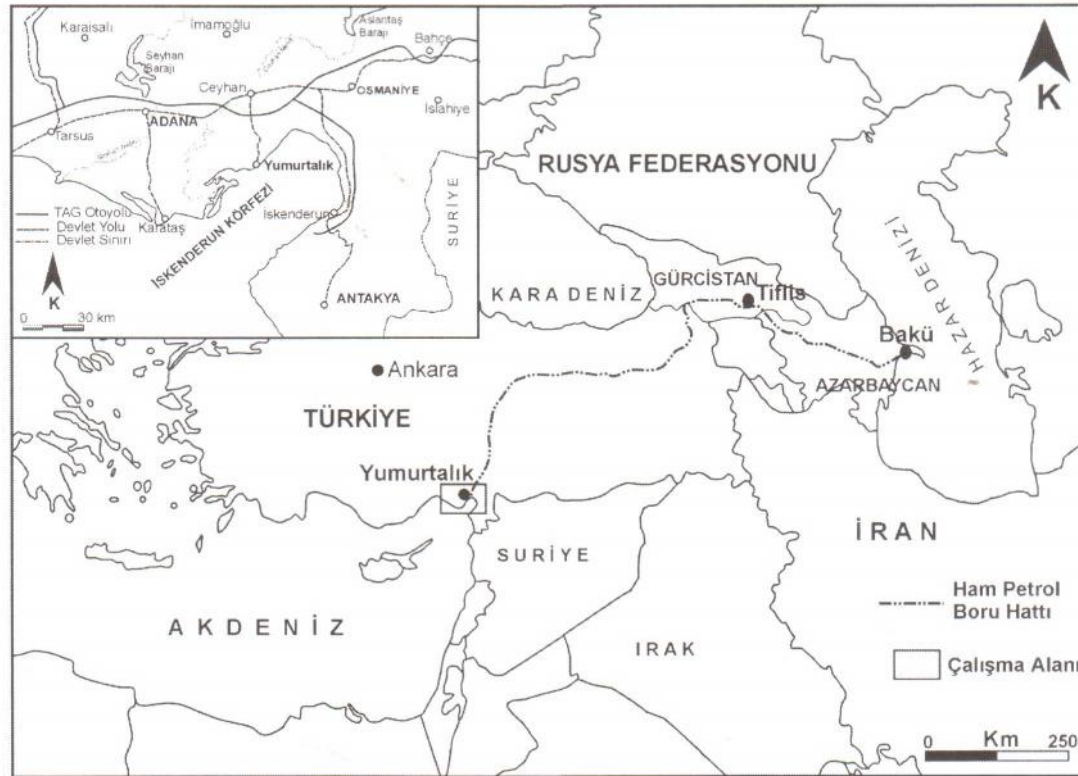 Karaisalı
İmamoğlu
Aslantaş
Barajı
Bahçe
Seyhan
Barajı
Ceyhan
OSMANİYE
İslahiye
ADANA
Tarsus
Yumurtalık
SURİYE
TAG Otoyolu
Devlet Yolu
Devlet Sınırı
Karataş
İskenderun
İSKENDERUN KÖRFEZİ
K
ANTAKYA
0 30 km
K
RUSYA FEDERASYONU
HAZAR DENİZİ
KARADENİZ
GÜRCİSTAN
Tiflis
Bakü
AZARBAYCAN
Ankara
TÜRKİYE
Yumurtalık
İRAN
SURİYE
AKDENİZ
IRAK
Ham Petrol
Boru Hattı
Çalışma Alanı
0 Km 250